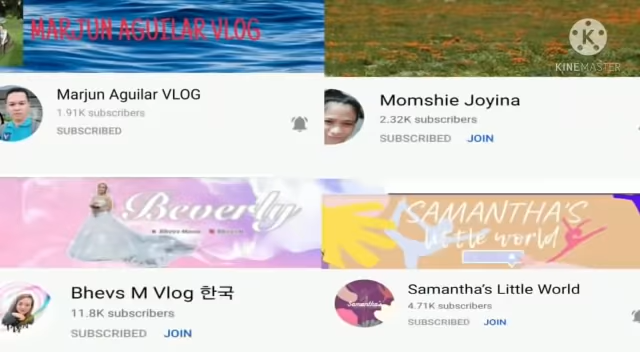 MARJUN AGUILAR VLOG
KINEMASTER
Marjun Aguilar VLOG
1.91K subscribers
SUBSCRIBED
Momshie Joyina
2.32K subscribers
SUBSCRIBED JOIN
Beverly
SAMANTHA'S
little world
Bhevs M Vlog 한국
11.8K subscribers
SUBSCRIBED JOIN
Samantha's
Samantha's Little World
4.71K subscribers
SUBSCRIBED JOIN